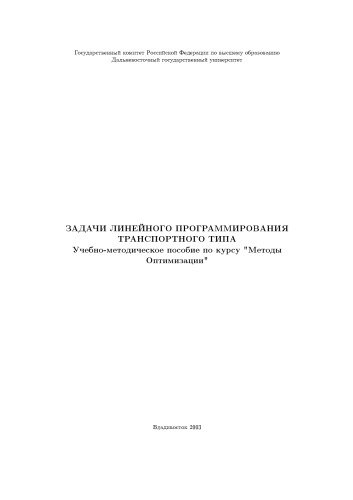 Государственный комитет Российской Федерации по высшему образованию
Дальневосточный государственный университет
ЗАДАЧИ ЛИНЕЙНОГО ПРОГРАММИРОВАНИЯ
ТРАНСПОРТНОГО ТИПА
Учебно-методическое пособие по курсу "Методы
Оптимизации"
Владивосток 2003